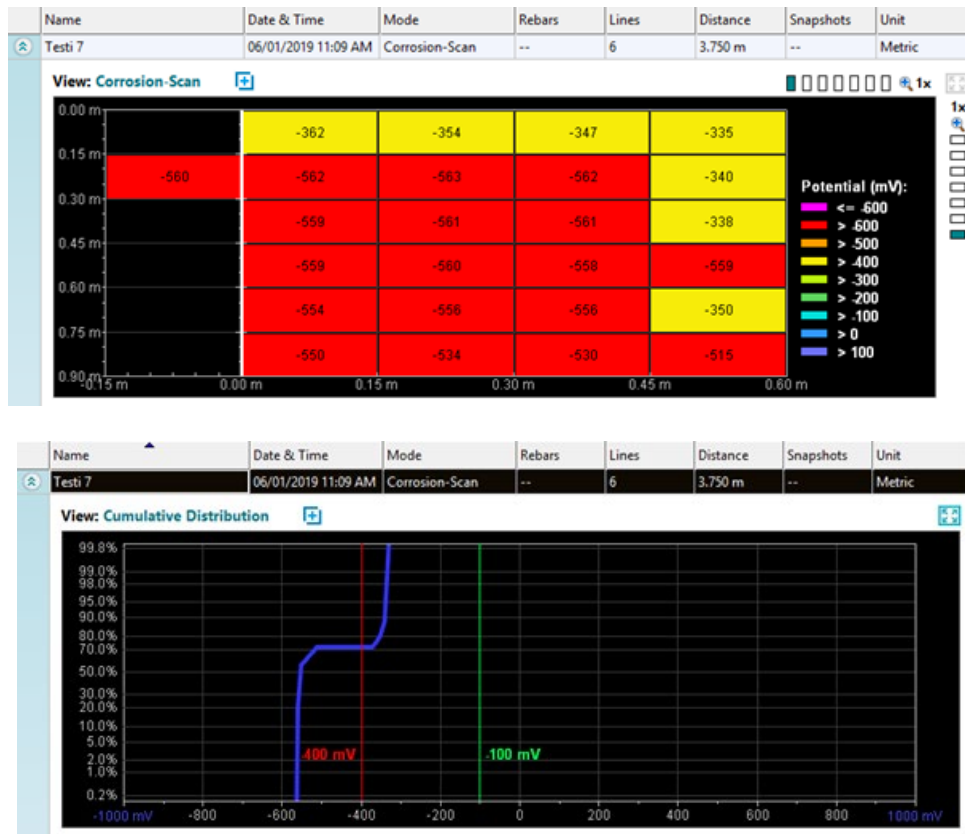 Name Date & Time Mode Rebars Lines Distance Snapshots Unit
Testi 7 06/01/2019 11:09 AM Corrosion-Scan -- 6 3.750 m -- Metric
View: Corrosion-Scan 1x
1x
0.00 m
-362 -354 -347 -335
0.15 m
-560 -562 -563 -562 -340
Potential (mV):
0.30 m
<= -600
-559 -561 -561 -338
> -600
0.45 m
> -500
> -400
-559 -560 -558 -559
> -300
0.60 m
> -200
-554 -556 -556 -350
> -100
0.75 m
> 0
-550 -534 -530 -515
> 100
0.90 m
-0.15 m 0.00 m 0.15 m 0.30 m 0.45 m 0.60 m
Name Date & Time Mode Rebars Lines Distance Snapshots Unit
Testi 7 06/01/2019 11:09 AM Corrosion-Scan -- 6 3.750 m -- Metric
View: Cumulative Distribution
99.8%
99.0%
98.0%
95.0%
90.0%
80.0%
70.0%
50.0%
30.0%
20.0%
10.0%
5.0%
2.0% -400 mV -100 mV
1.0%
0.2%
-1000 mV -800 -600 -400 -200 0 200 400 600 800 1000 mV